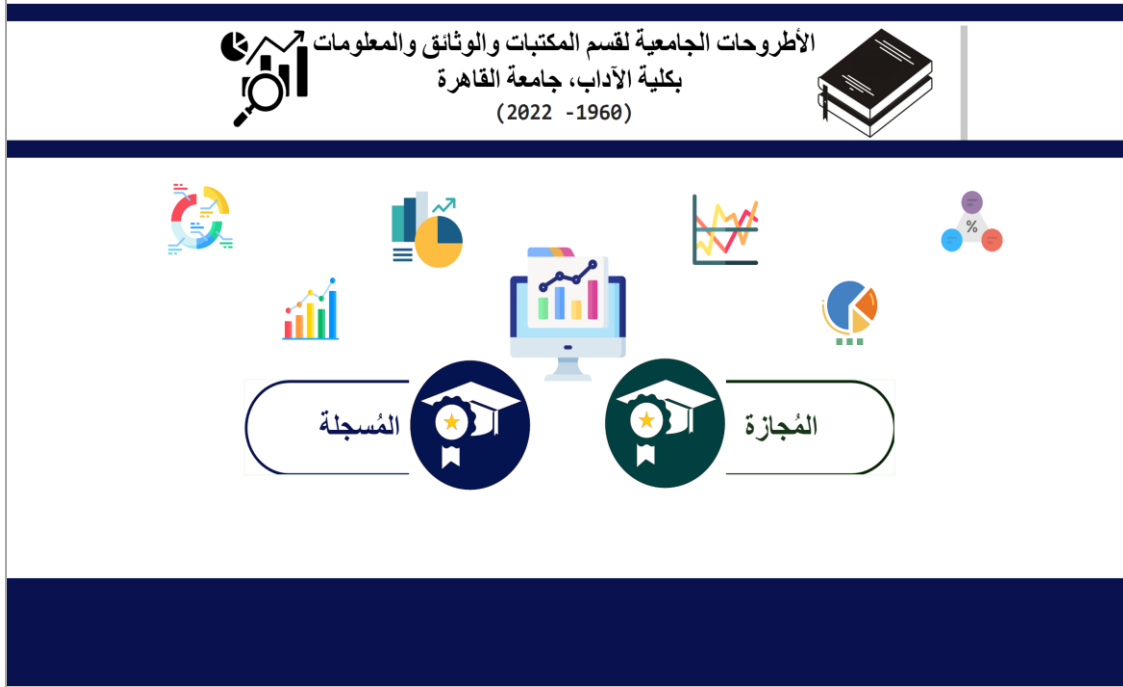 الأطروحات الجامعية لقسم المكتبات والوثائق والمعلومات
بكلية الآداب، جامعة القاهرة
(1960- 2022)
%
المُجازة
المُسجلة